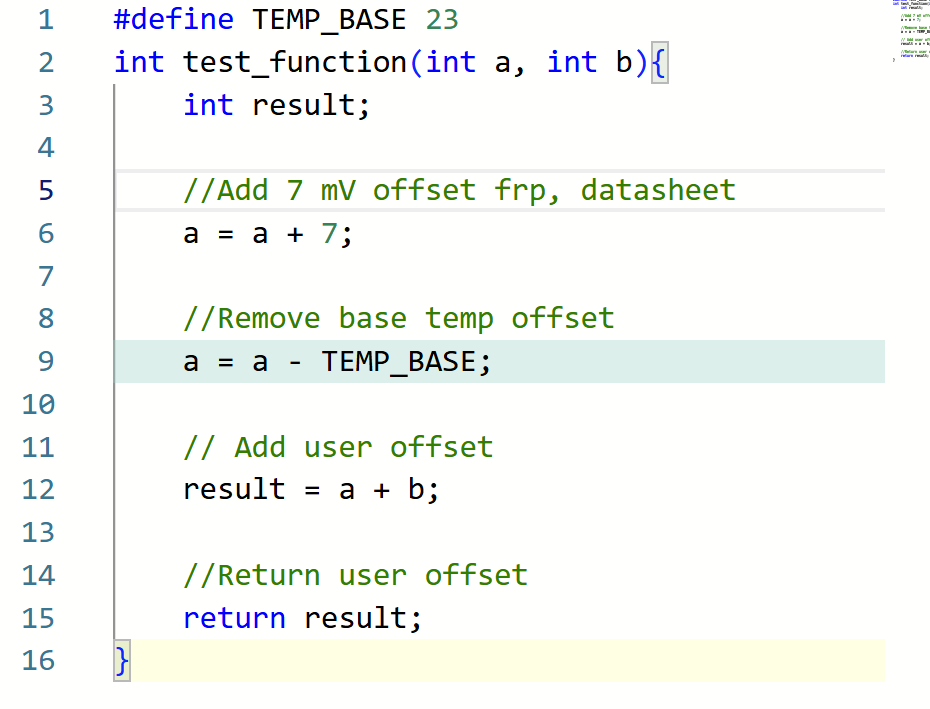 1 #define TEMP_BASE 23
2 int test_function(int a, int b){
3     int result;
4
5     //Add 7 mV offset frp, datasheet
6     a = a + 7;
7
8     //Remove base temp offset
9     a = a - TEMP_BASE;
10
11     // Add user offset
12     result = a + b;
13
14     //Return user offset
15     return result;
16 }